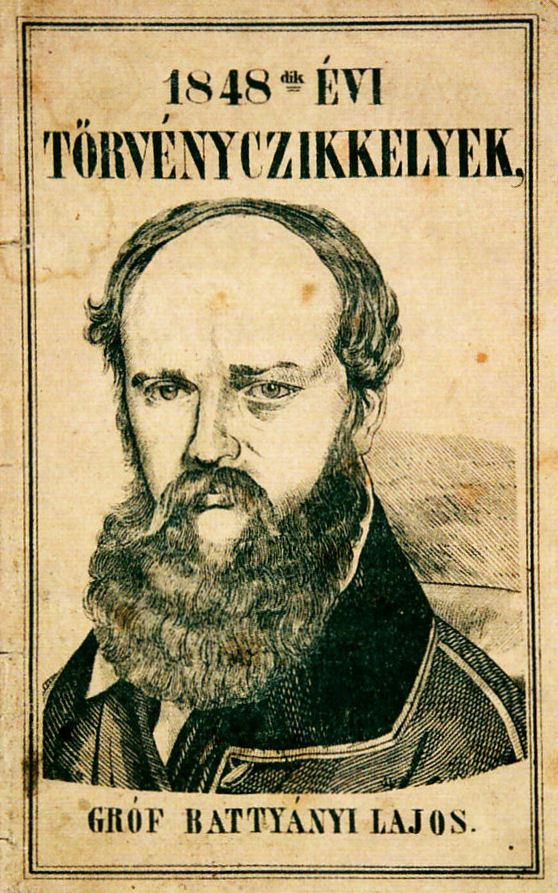 1848 dik ÉVI
TÖRVÉNYCZIKKELYEK,
GRÓF BATTYÁNYI LAJOS.